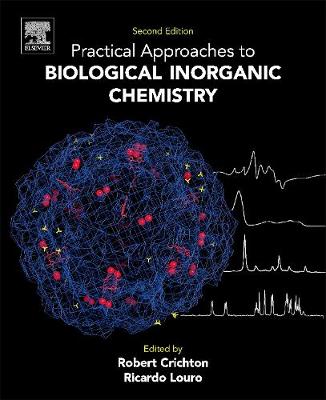 ELSEVIER
Second Edition
Practical Approaches to
BIOLOGICAL INORGANIC
CHEMISTRY
Edited by
Robert Crichton
Ricardo Louro